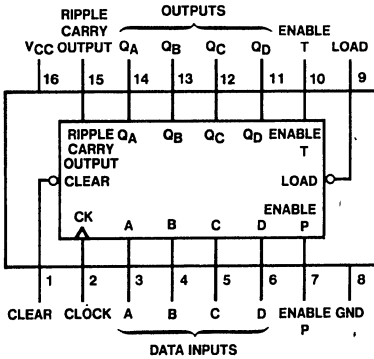 OUTPUTS
RIPPLE
CARRY
OUTPUT
VCC
QA QB QC QD
ENABLE
T
LOAD
16 15 14 13 12 11 10 9
RIPPLE
CARRY
OUTPUT
QA QB QC QD
ENABLE
T
CLEAR
LOAD
CK
A B C D
ENABLE
P
1 2 3 4 5 6 7 8
CLEAR CLOCK A B C D ENABLE
P
GND
DATA INPUTS